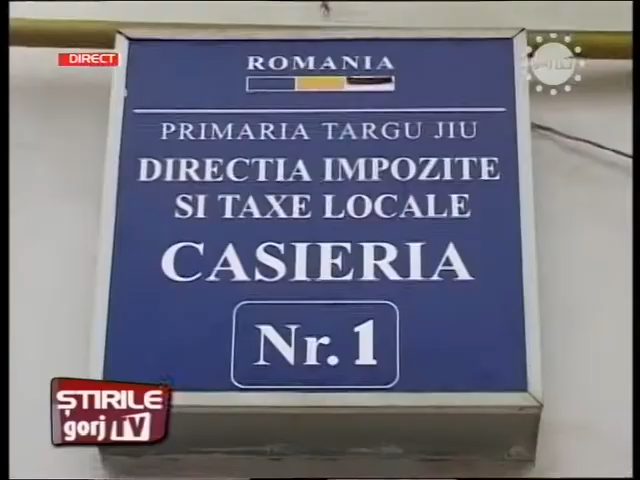 DIRECT
ROMANIA
PRIMARIA TARGU JIU
DIRECTIA IMPOZITE
SI TAXE LOCALE
CASIERIA
Nr. 1
ȘTIRILE
gorj TV